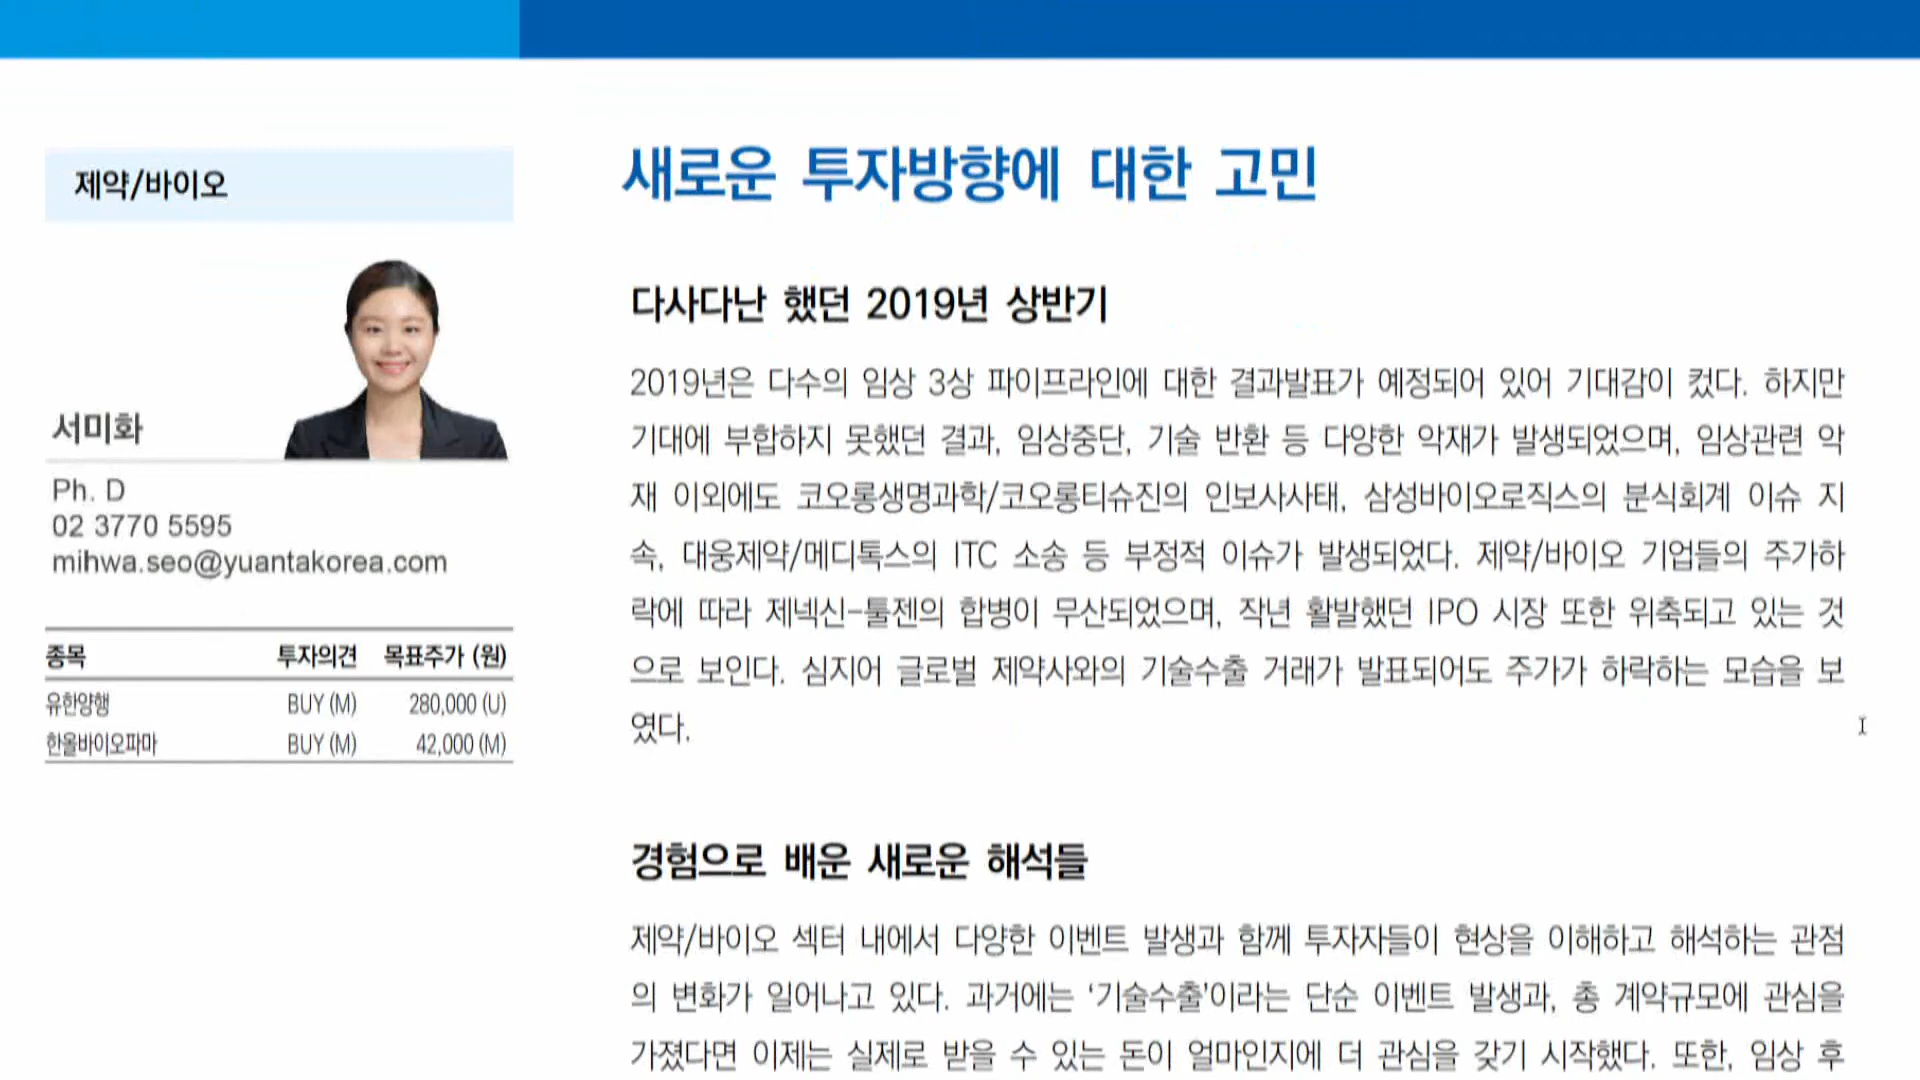 제약/바이오
서미화
Ph. D
02 3770 5595
mihwa.seo@yuantakorea.com
종목 투자의견 목표주가 (원)
유한양행 BUY (M) 280,000 (U)
한올바이오파마 BUY (M) 42,000 (M)
새로운 투자방향에 대한 고민
다사다난 했던 2019년 상반기
2019년은 다수의 임상 3상 파이프라인에 대한 결과발표가 예정되어 있어 기대감이 컸다. 하지만
기대에 부합하지 못했던 결과, 임상중단, 기술 반환 등 다양한 악재가 발생되었으며, 임상관련 악
재 이외에도 코오롱생명과학/코오롱티슈진의 인보사사태, 삼성바이오로직스의 분식회계 이슈 지
속, 대웅제약/메디톡스의 ITC 소송 등 부정적 이슈가 발생되었다. 제약/바이오 기업들의 주가하
락에 따라 제넥신-툴젠의 합병이 무산되었으며, 작년 활발했던 IPO 시장 또한 위축되고 있는 것
으로 보인다. 심지어 글로벌 제약사와의 기술수출 거래가 발표되어도 주가가 하락하는 모습을 보
였다.
경험으로 배운 새로운 해석들
제약/바이오 섹터 내에서 다양한 이벤트 발생과 함께 투자자들이 현상을 이해하고 해석하는 관점
의 변화가 일어나고 있다. 과거에는 ‘기술수출’이라는 단순 이벤트 발생과, 총 계약규모에 관심을
가졌다면 이제는 실제로 받을 수 있는 돈이 얼마인지에 더 관심을 갖기 시작했다. 또한, 임상 후